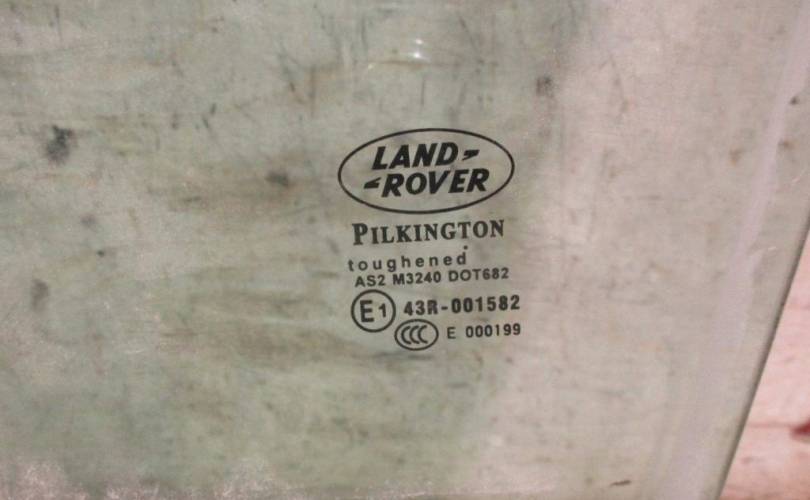 LAND
ROVER
PILKINGTON
toughened
AS2 M3240 DOT682
E1 43R-001582
CCC E 000199